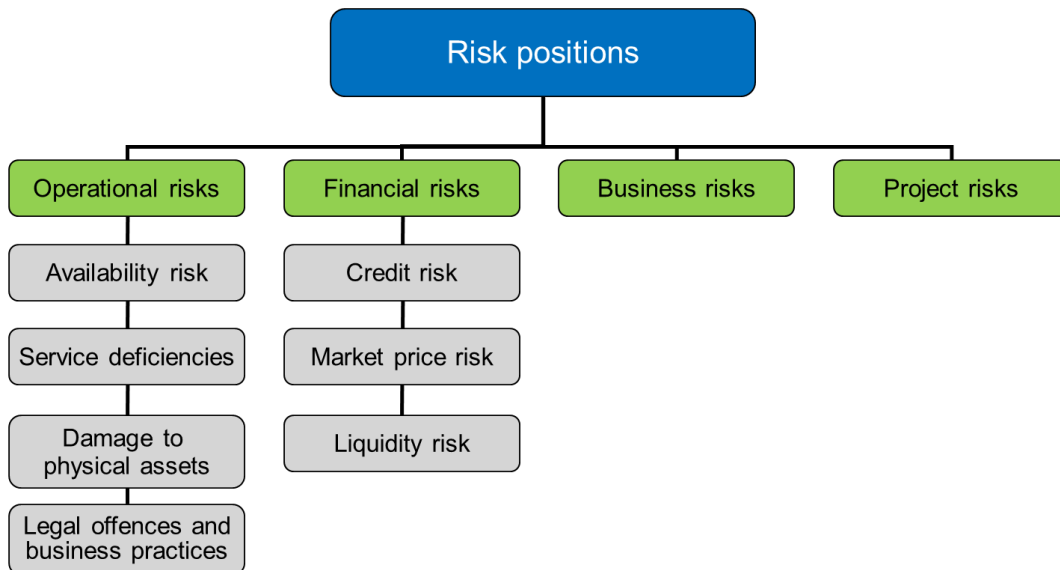 Risk positions
Operational risks
Financial risks
Business risks
Project risks
Availability risk
Credit risk
Service deficiencies
Market price risk
Damage to
physical assets
Liquidity risk
Legal offences and
business practices